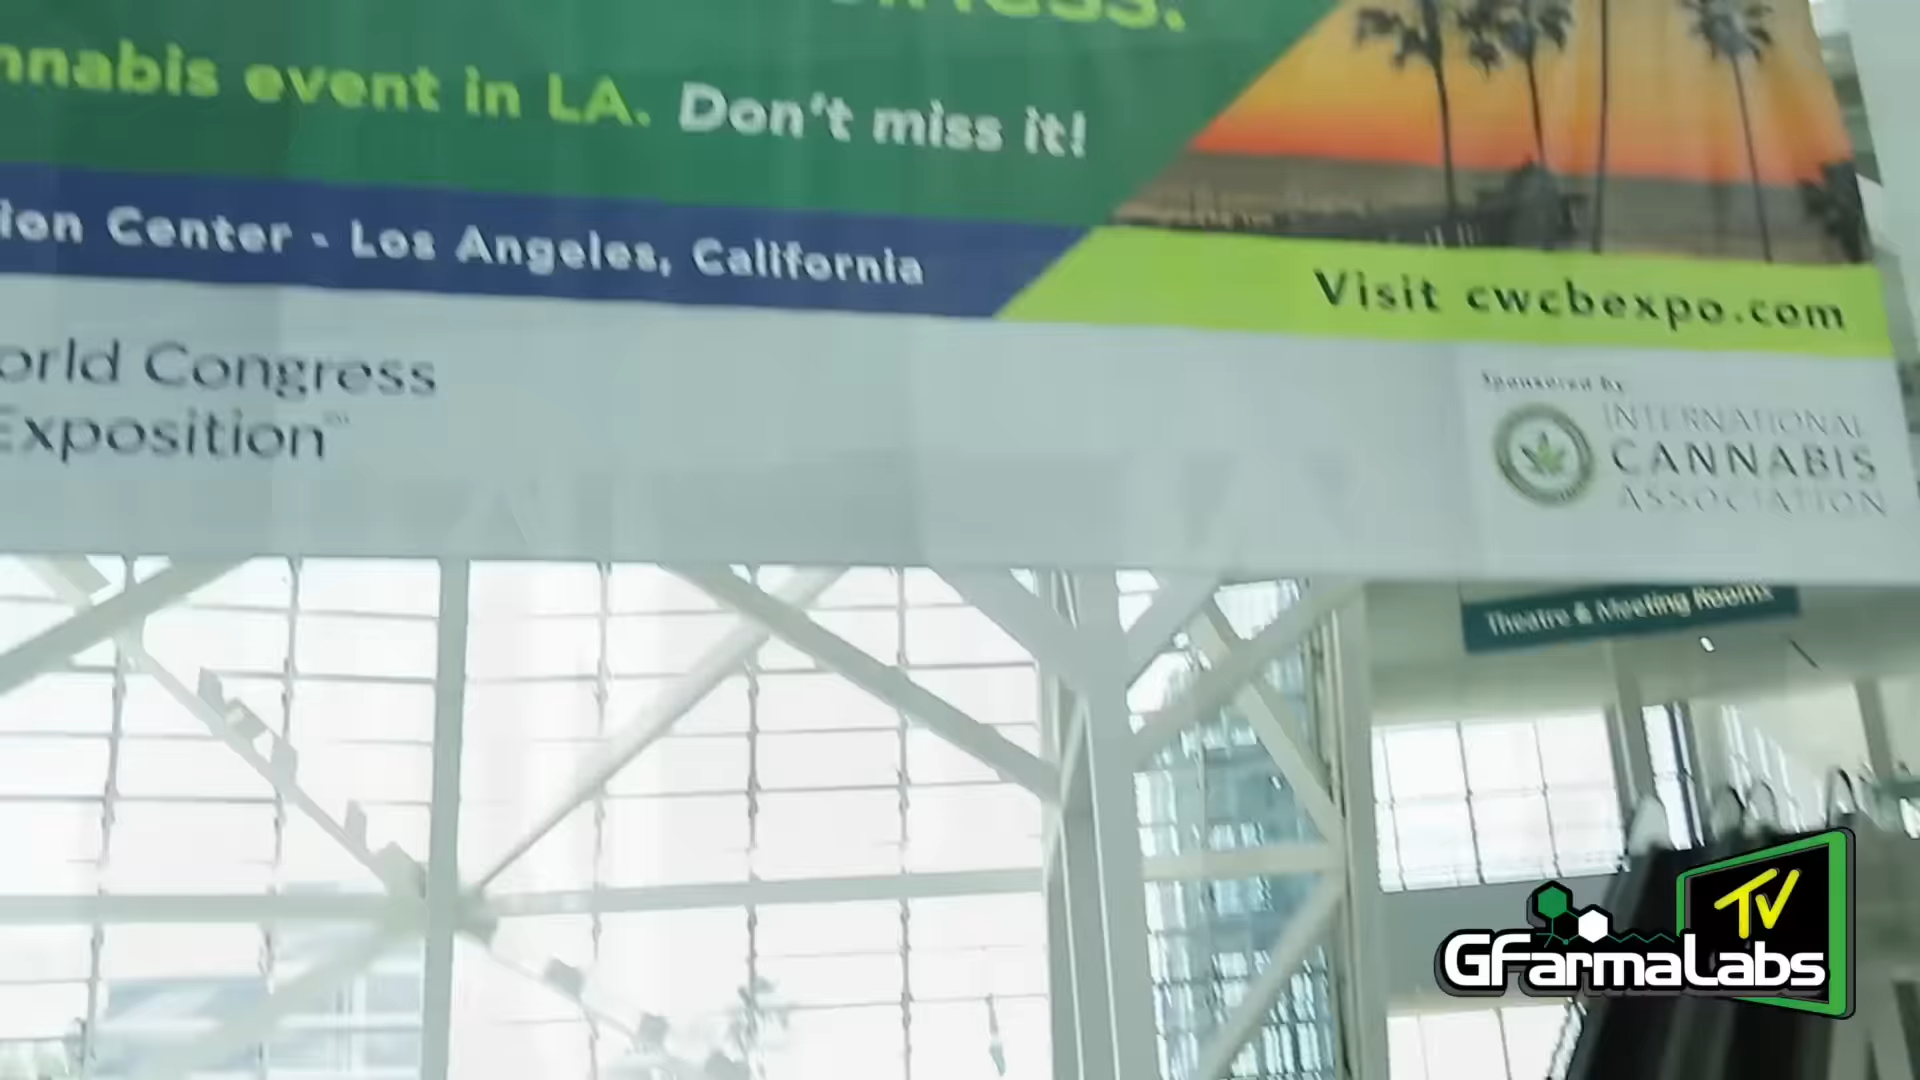 nnabis event in LA. Don't miss it!
ion Center - Los Angeles, California
Visit cwcbexpo.com
orld Congress
Exposition
Sponsored by
INTERNATIONAL
CANNABIS
ASSOCIATION
Theatre & Meeting Rooms
TV
GFarmaLabs